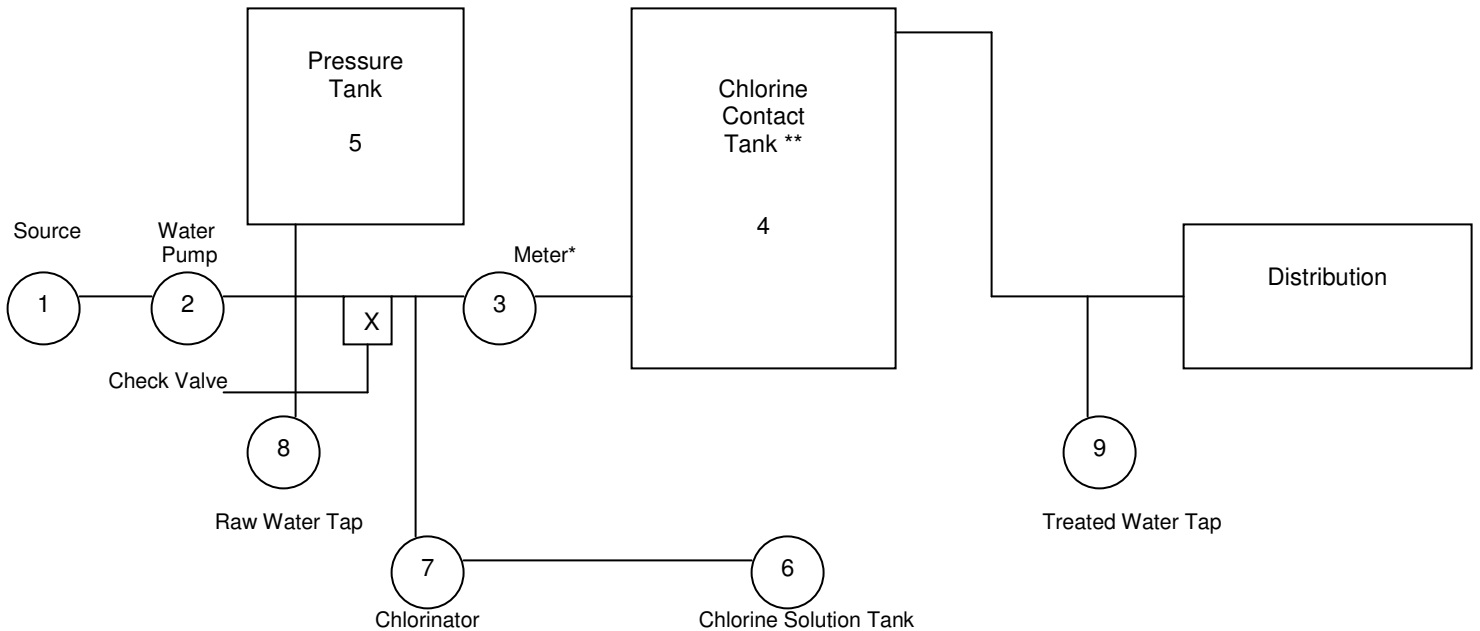 Pressure
Tank
5
Chlorine
Contact
Tank **
4
Source
Water
Pump
Meter*
Distribution
1
2
3
X
Check Valve
8
9
Raw Water Tap
Treated Water Tap
7
6
Chlorinator
Chlorine Solution Tank